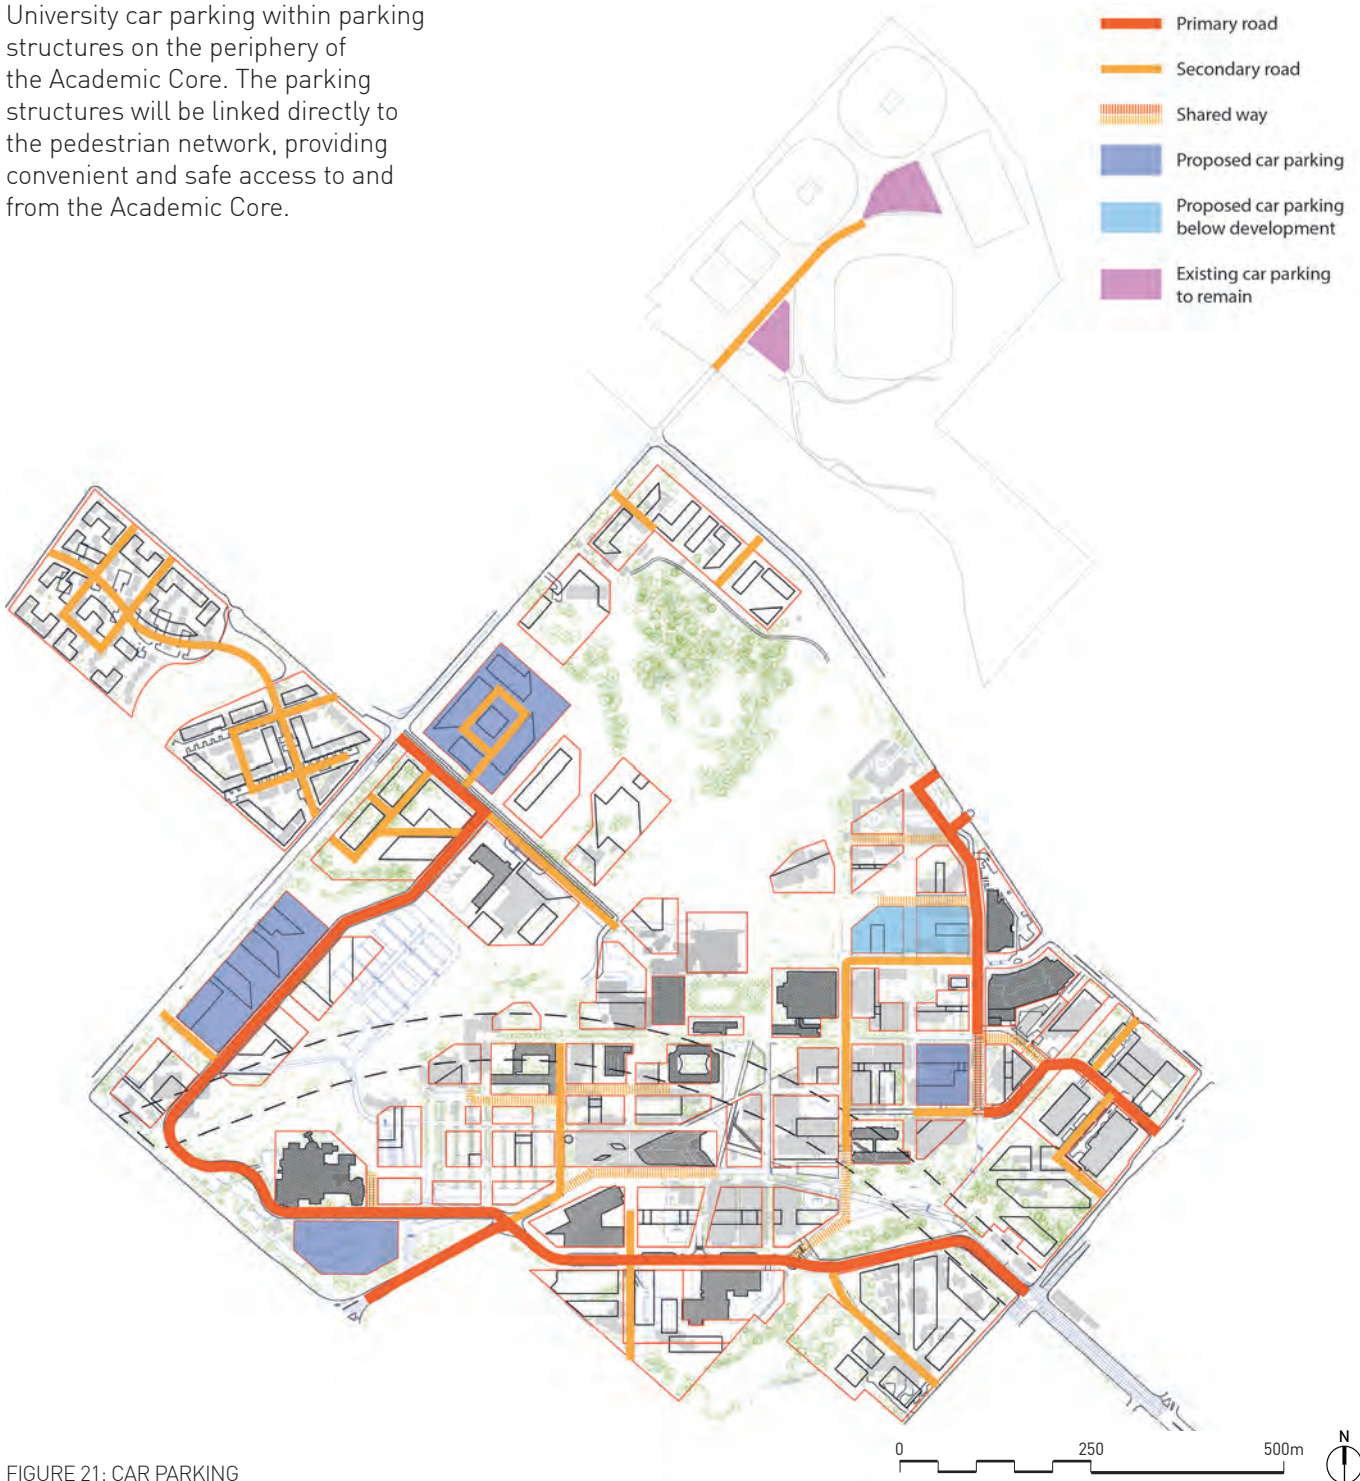 University car parking within parking
structures on the periphery of
the Academic Core. The parking
structures will be linked directly to
the pedestrian network, providing
convenient and safe access to and
from the Academic Core.
Primary road
Secondary road
Shared way
Proposed car parking
Proposed car parking
below development
Existing car parking
to remain
0 250 500m
N
FIGURE 21: CAR PARKING